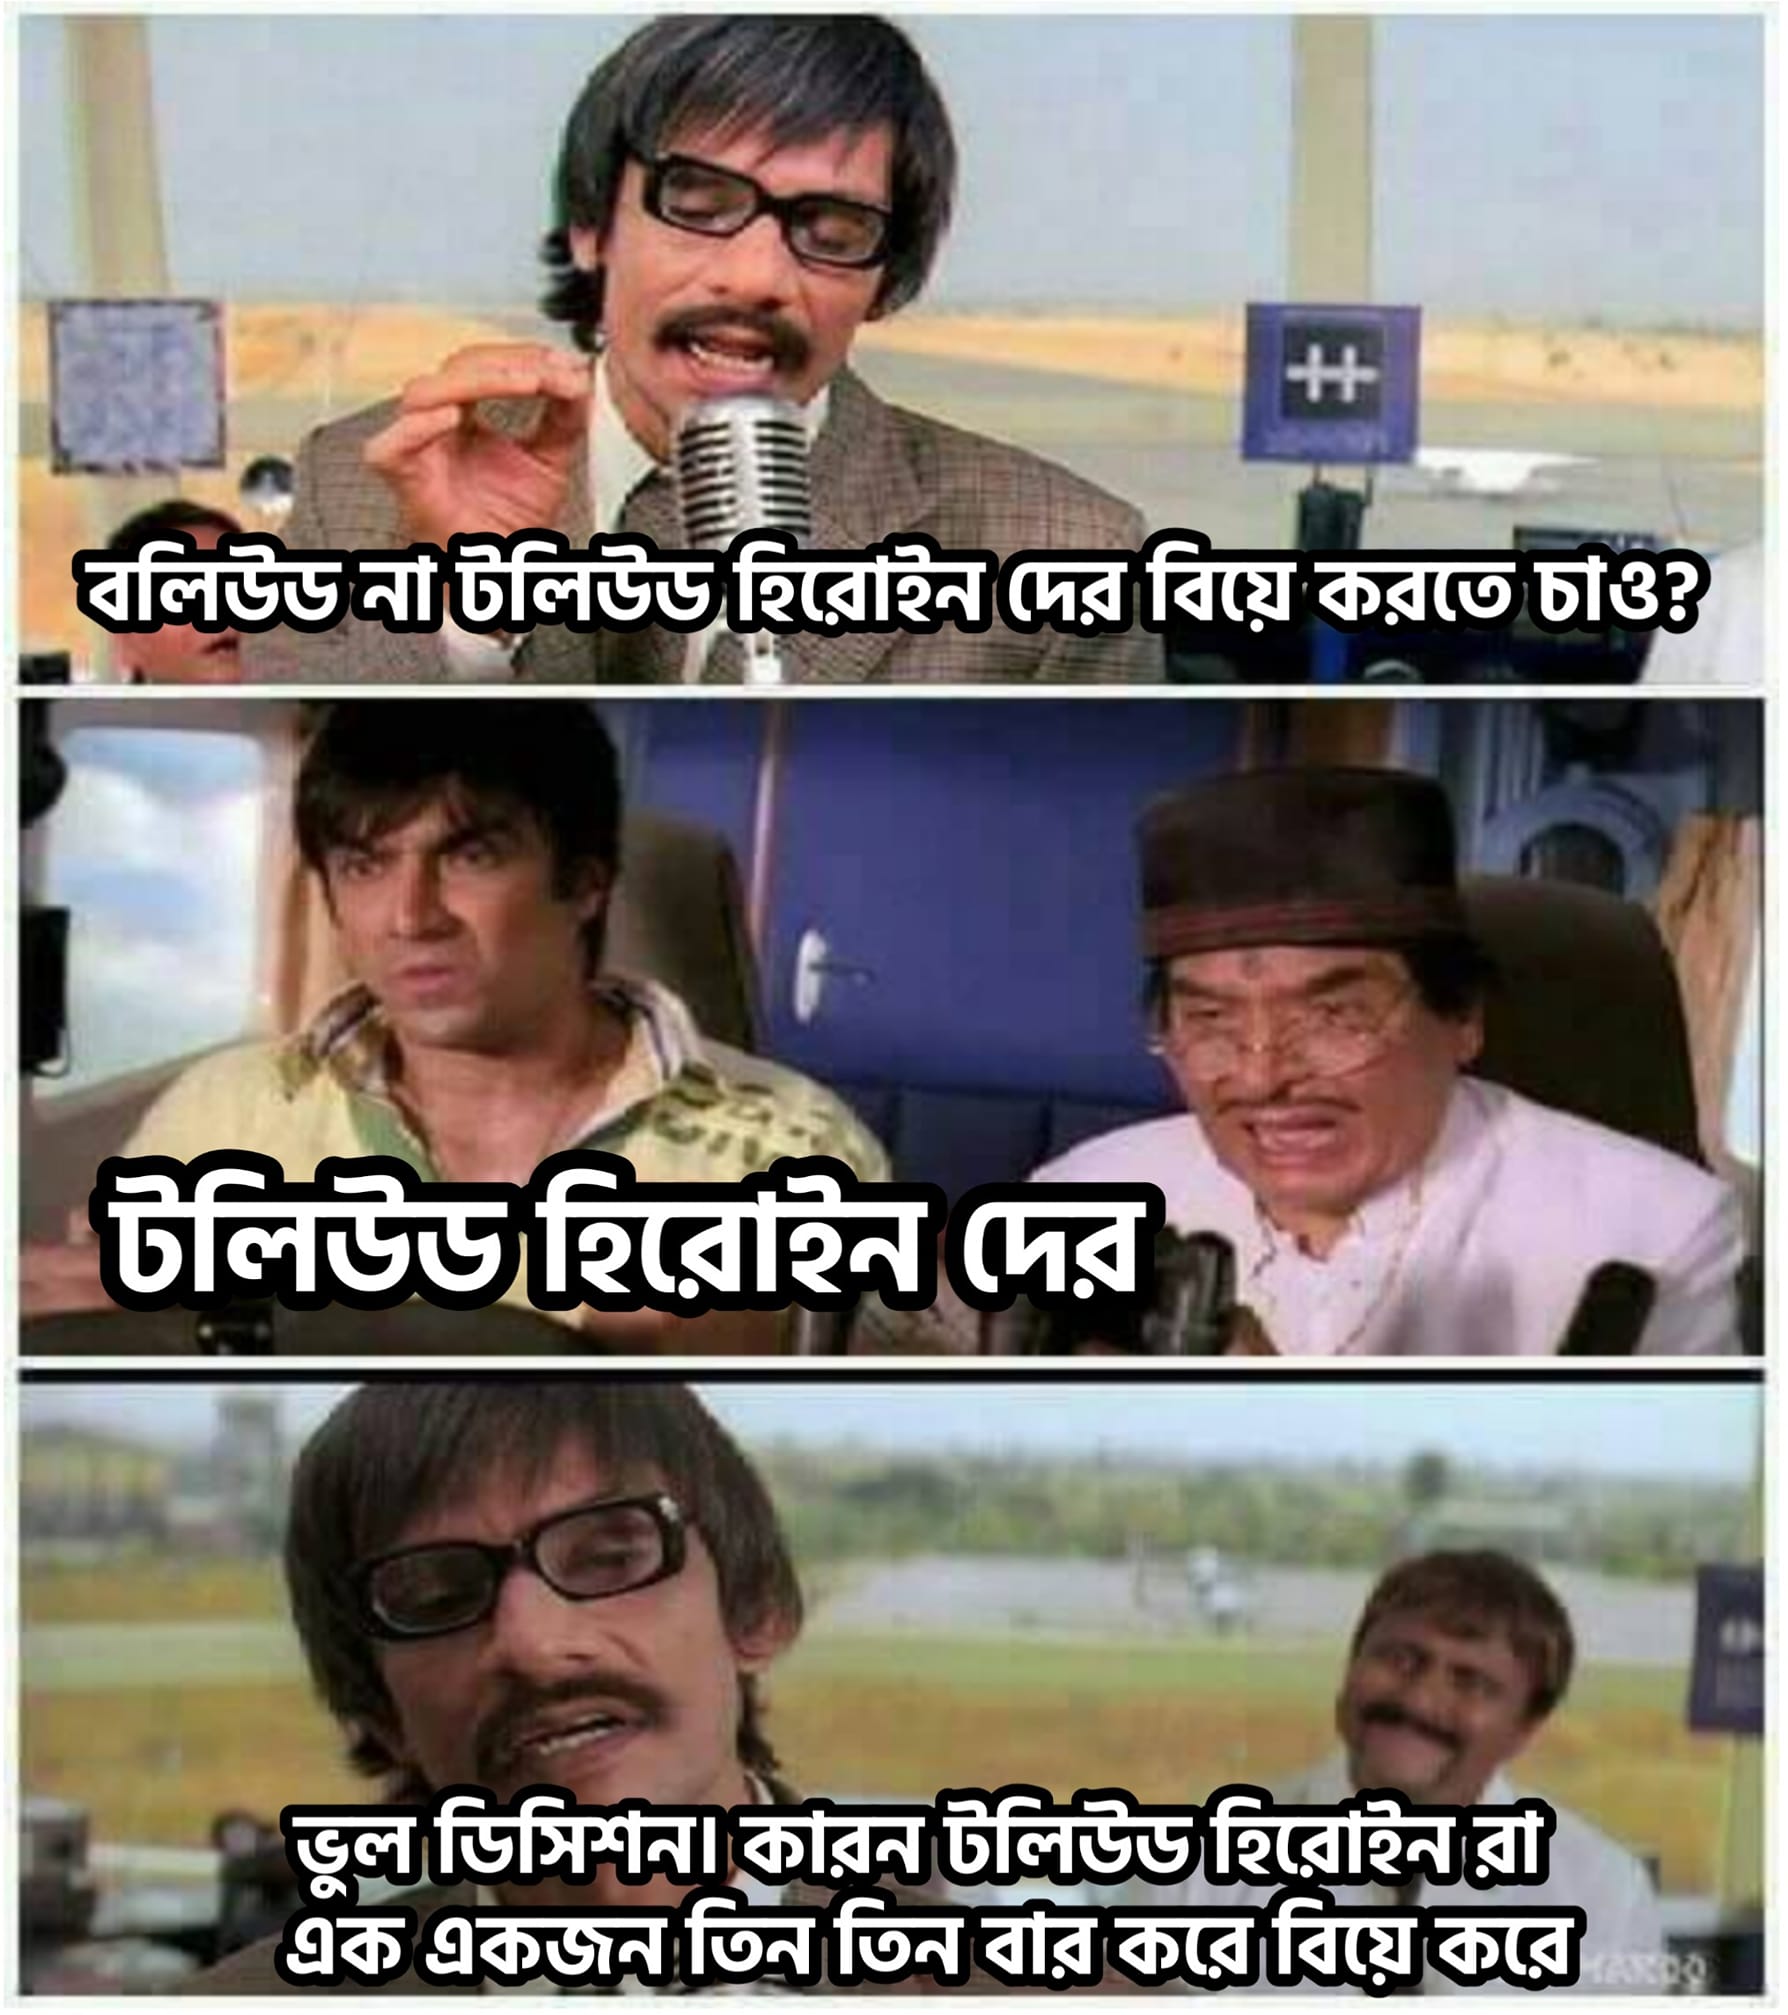 বলিউড না টলিউড হিরোইন দের বিয়ে করতে চাও?
টলিউড হিরোইন দের
ভুল ডিসিশন। কারন টলিউড হিরোইন রা
এক একজন তিন তিন বার করে বিয়ে করে